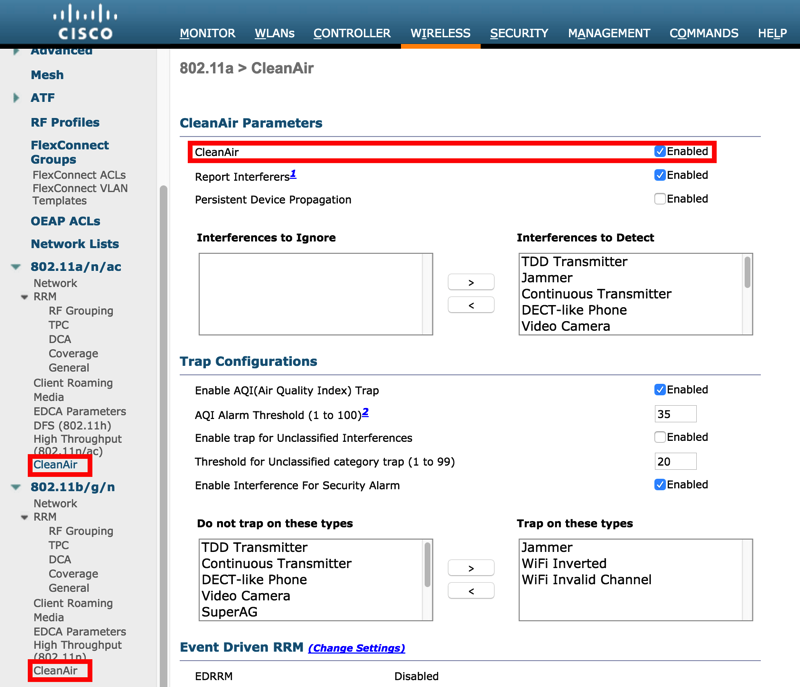 CISCO
MONITOR WLANs CONTROLLER WIRELESS SECURITY MANAGEMENT COMMANDS HELP
Advanced
Mesh
ATF
RF Profiles
FlexConnect
Groups
FlexConnect ACLs
FlexConnect VLAN
Templates
OEAP ACLs
Network Lists
802.11a/n/ac
Network
RRM
RF Grouping
TPC
DCA
Coverage
General
Client Roaming
Media
EDCA Parameters
DFS (802.11h)
High Throughput
(802.11n/ac)
CleanAir
802.11b/g/n
Network
RRM
RF Grouping
TPC
DCA
Coverage
General
Client Roaming
Media
EDCA Parameters
High Throughput
(802.11n)
CleanAir
802.11a > CleanAir
CleanAir Parameters
CleanAir Enabled
Report Interferers1 Enabled
Persistent Device Propagation Enabled
Interferences to Ignore Interferences to Detect
> TDD Transmitter
< Jammer
Continuous Transmitter
DECT-like Phone
Video Camera
Trap Configurations
Enable AQI(Air Quality Index) Trap Enabled
AQI Alarm Threshold (1 to 100)2 35
Enable trap for Unclassified Interferences Enabled
Threshold for Unclassified category trap (1 to 99) 20
Enable Interference For Security Alarm Enabled
Do not trap on these types Trap on these types
TDD Transmitter > Jammer
Continuous Transmitter < WiFi Inverted
DECT-like Phone WiFi Invalid Channel
Video Camera
SuperAG
Event Driven RRM (Change Settings)
EDRRM Disabled